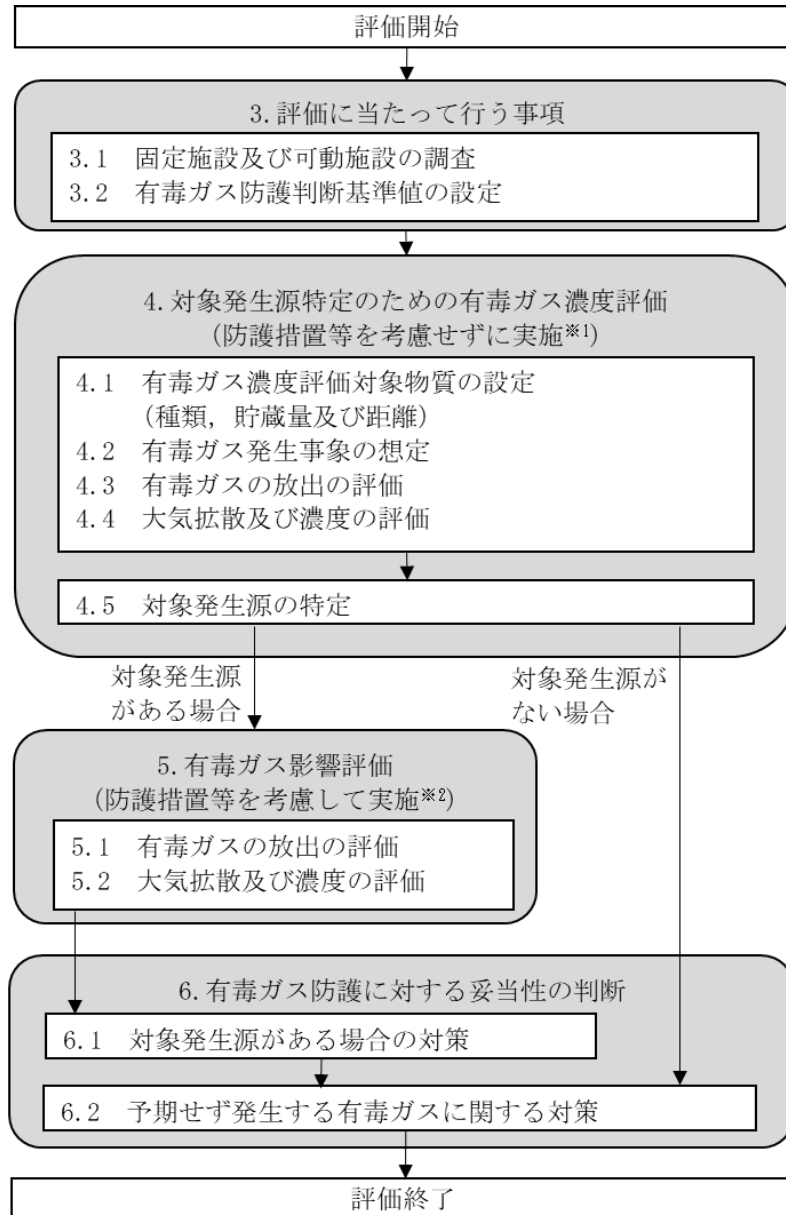 評価開始
3.評価に当たって行う事項
3.1 固定施設及び可動施設の調査
3.2 有毒ガス防護判断基準値の設定
4.対象発生源特定のための有毒ガス濃度評価
(防護措置等を考慮せずに実施※1)
4.1 有毒ガス濃度評価対象物質の設定
(種類，貯蔵量及び距離)
4.2 有毒ガス発生事象の想定
4.3 有毒ガスの放出の評価
4.4 大気拡散及び濃度の評価
4.5 対象発生源の特定
対象発生源
がある場合
対象発生源が
ない場合
5.有毒ガス影響評価
(防護措置等を考慮して実施※2)
5.1 有毒ガスの放出の評価
5.2 大気拡散及び濃度の評価
6.有毒ガス防護に対する妥当性の判断
6.1 対象発生源がある場合の対策
6.2 予期せず発生する有毒ガスに関する対策
評価終了